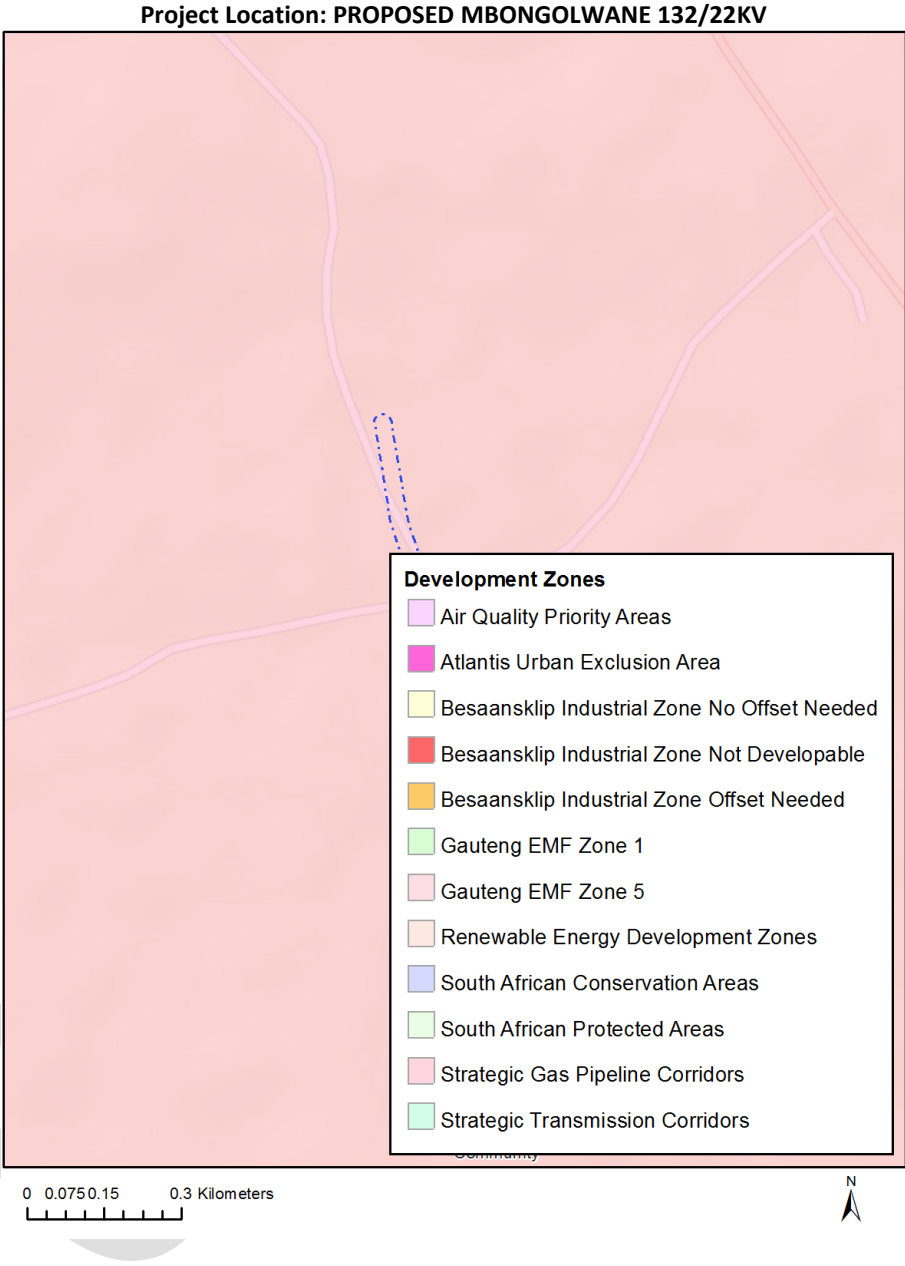 Project Location: PROPOSED MBONGOLWANE 132/22KV
Development Zones
Air Quality Priority Areas
Atlantis Urban Exclusion Area
Besaansklip Industrial Zone No Offset Needed
Besaansklip Industrial Zone Not Developable
Besaansklip Industrial Zone Offset Needed
Gauteng EMF Zone 1
Gauteng EMF Zone 5
Renewable Energy Development Zones
South African Conservation Areas
South African Protected Areas
Strategic Gas Pipeline Corridors
Strategic Transmission Corridors
Community
0 0.075 0.15 0.3 Kilometers
N